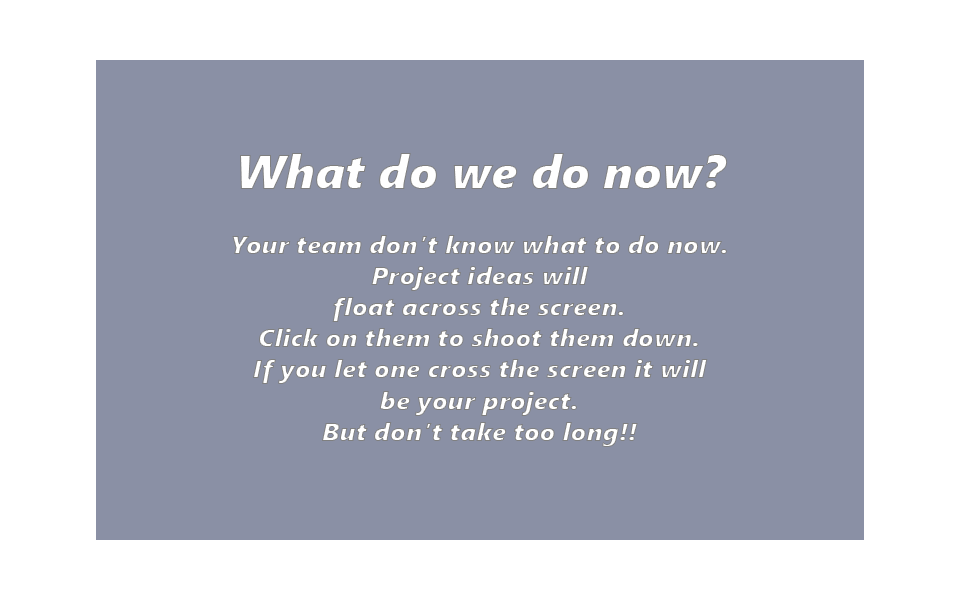 What do we do now?
Your team don't know what to do now.
Project ideas will
float across the screen.
Click on them to shoot them down.
If you let one cross the screen it will
be your project.
But don't take too long!!